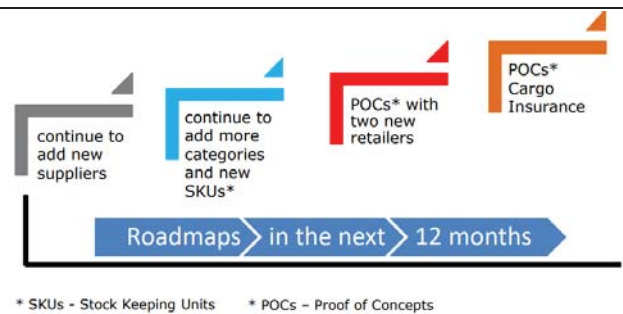 continue to
add new
suppliers
continue to
add more
categories
and new
SKUs*
POCs* with
two new
retailers
POCs*
Cargo
Insurance
Roadmaps in the next 12 months
* SKUs - Stock Keeping Units * POCs – Proof of Concepts